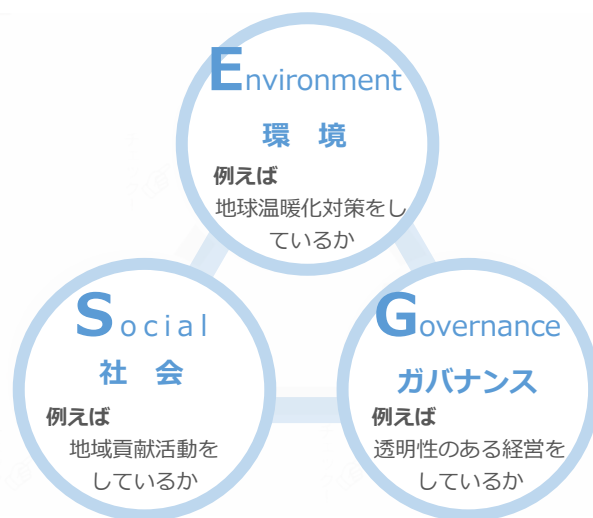 Environment
環 境
例えば
地球温暖化対策をし
ているか
Social
社 会
例えば
地域貢献活動を
しているか
Governance
ガバナンス
例えば
透明性のある経営を
しているか